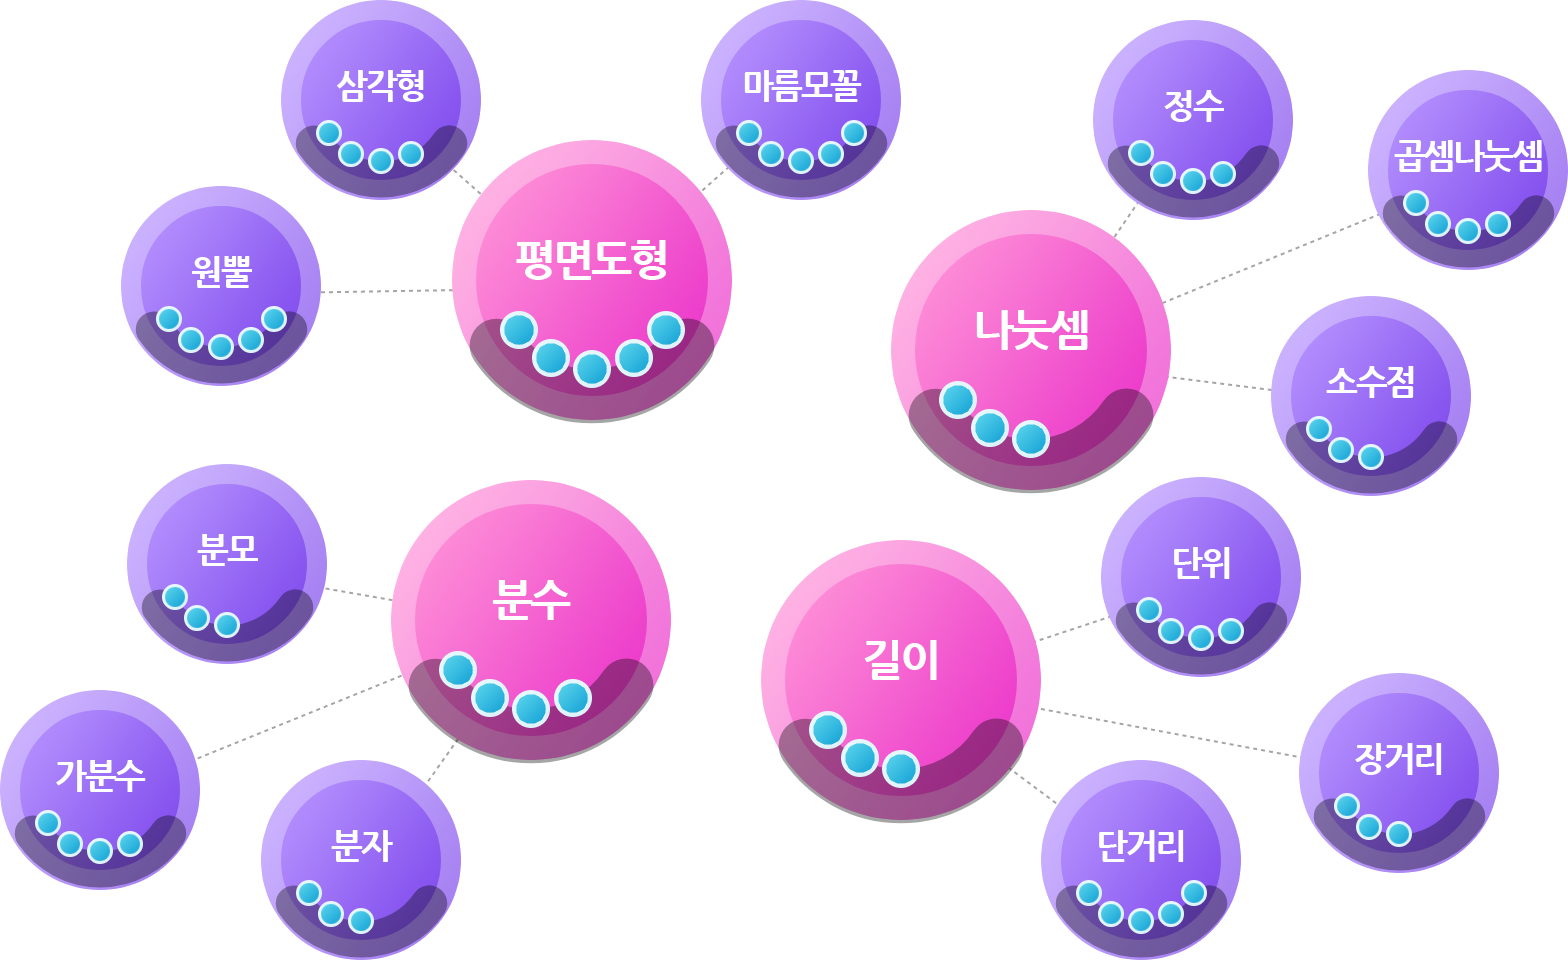 삼각형
마름모꼴
원뿔
평면도형
정수
곱셈나눗셈
나눗셈
소수점
분모
분수
가분수
분자
단위
길이
장거리
단거리